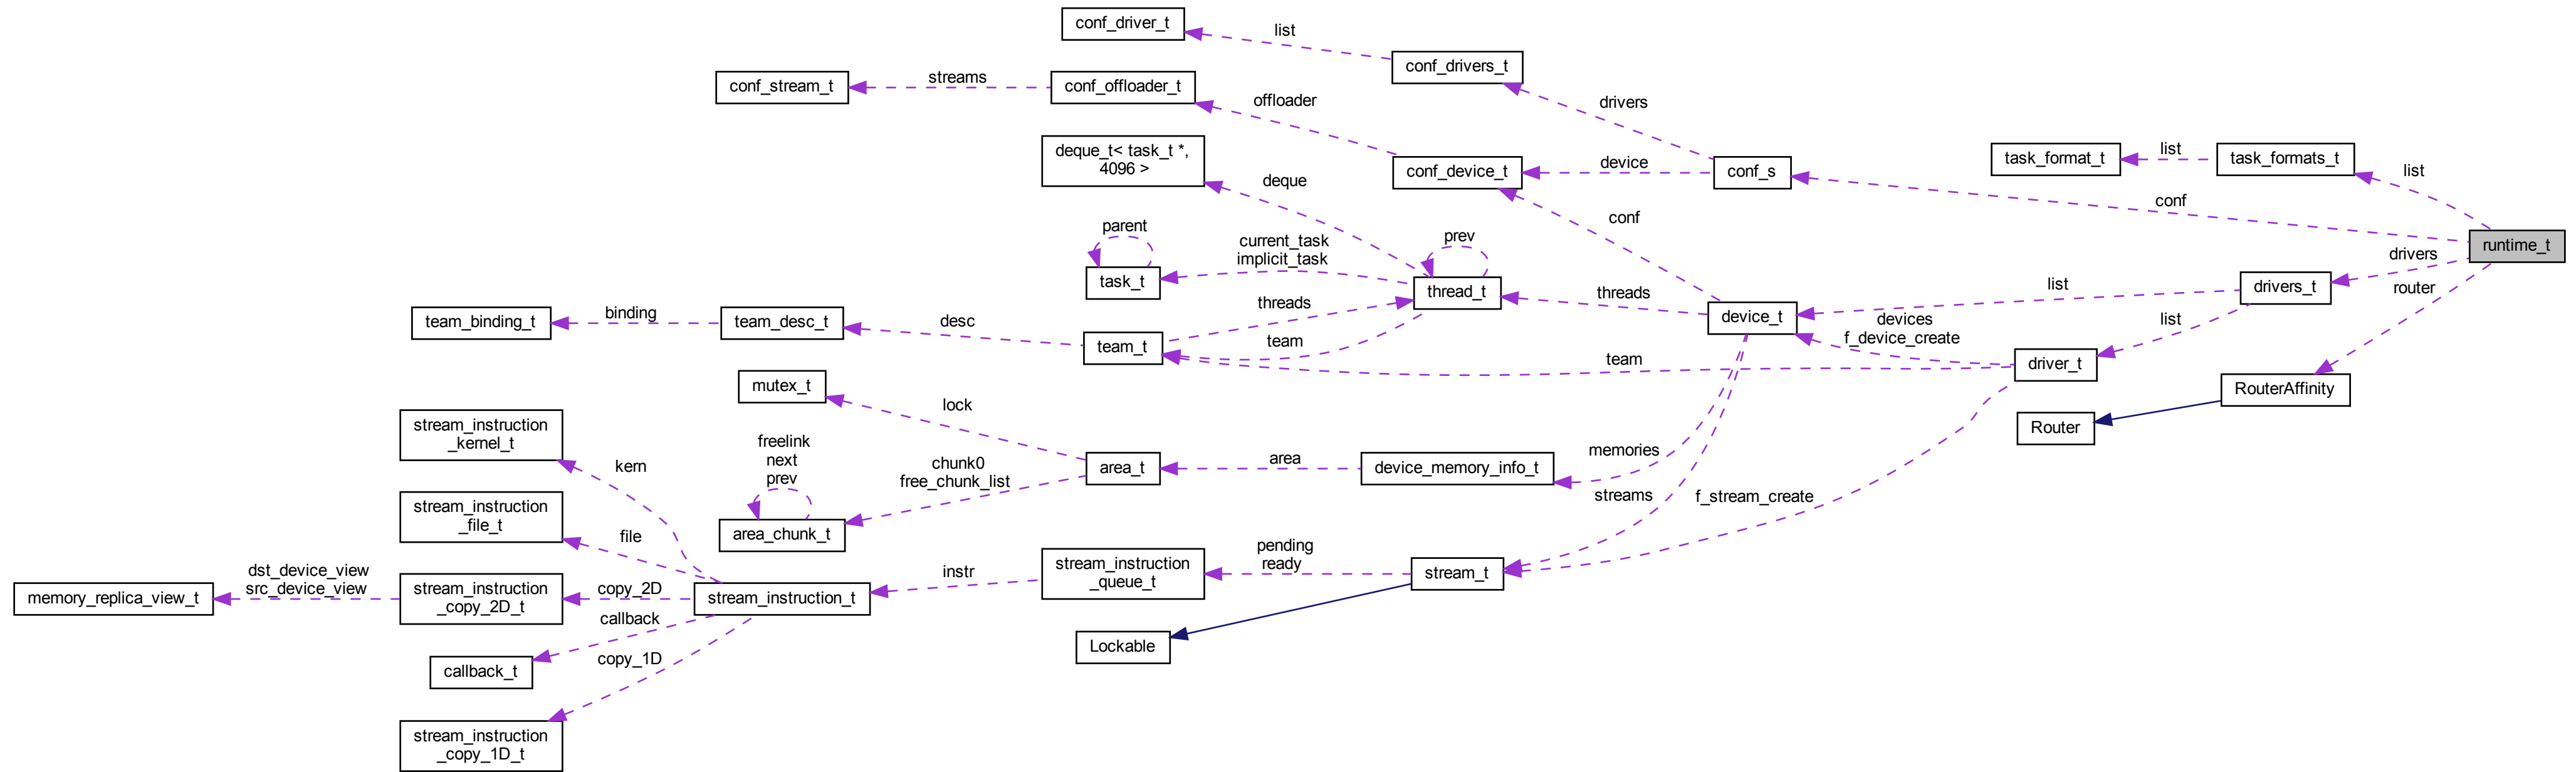 conf_driver_t
list
conf_drivers_t
conf_stream_t
streams
conf_offloader_t
offloader
drivers
deque_t< task_t *,
4096 >
deque
conf_device_t
device
conf_s
task_format_t
list
task_formats_t
list
conf
conf
runtime_t
parent
task_t
current_task
implicit_task
prev
thread_t
threads
device_t
list
drivers_t
drivers
router
team_binding_t
binding
team_desc_t
desc
team_t
threads
team
devices
f_device_create
list
driver_t
team
RouterAffinity
Router
mutex_t
lock
stream_instruction
_kernel_t
kern
freelink
next
prev
area_chunk_t
chunk0
free_chunk_list
area_t
area
device_memory_info_t
memories
streams
f_stream_create
stream_instruction
_file_t
file
memory_replica_view_t
dst_device_view
src_device_view
stream_instruction
_copy_2D_t
copy_2D
stream_instruction_t
instr
stream_instruction
_queue_t
pending
ready
stream_t
Lockable
callback
callback_t
copy_1D
stream_instruction
_copy_1D_t